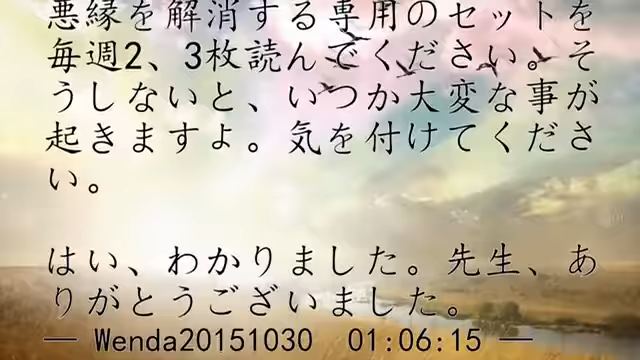 悪縁を解消する専用のセットを
毎週2、3枚読んでください。そ
うしないと、いつか大変な事が
起きますよ。気を付けてくださ
い。
はい、わかりました。先生、あ
りがとうございました。
— Wenda20151030 01:06:15 —